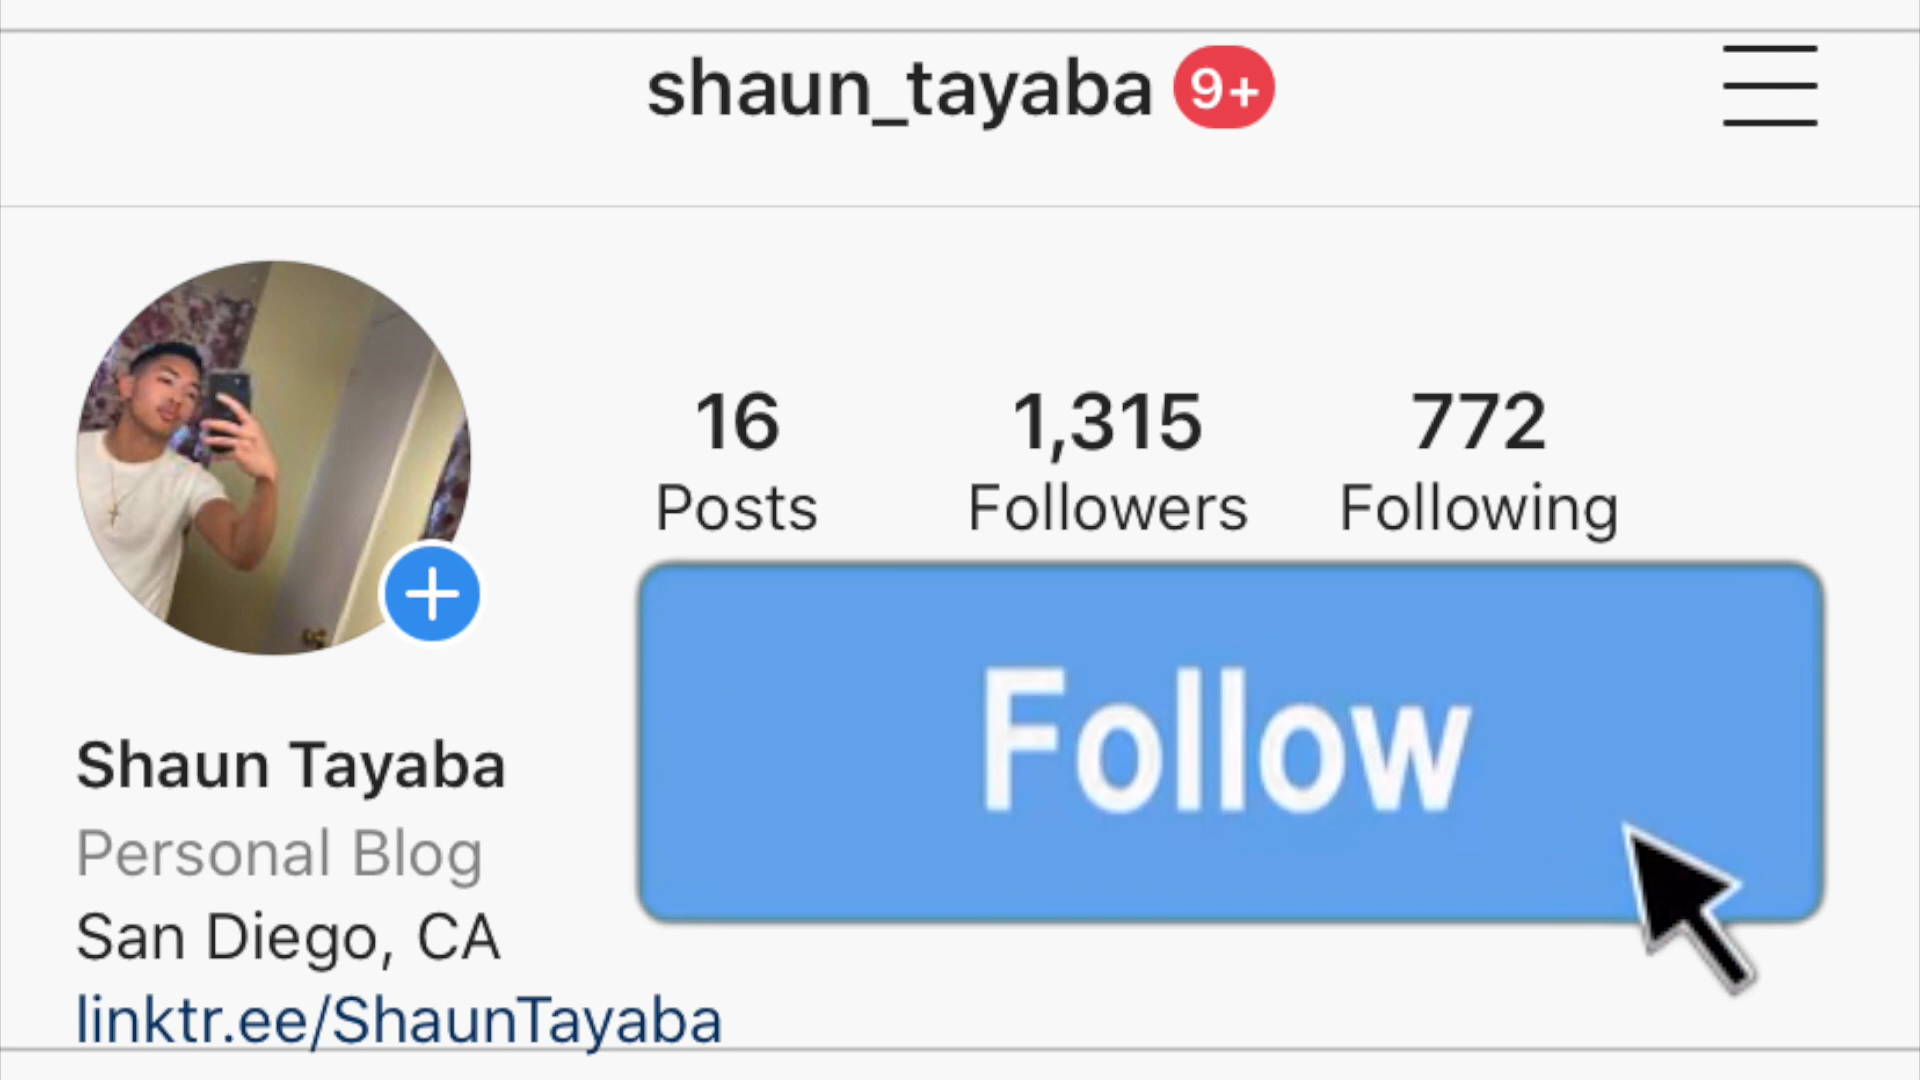 shaun_tayaba 9+
16 1,315 772
Posts Followers Following
Follow
Shaun Tayaba
Personal Blog
San Diego, CA
linktr.ee/ShaunTayaba